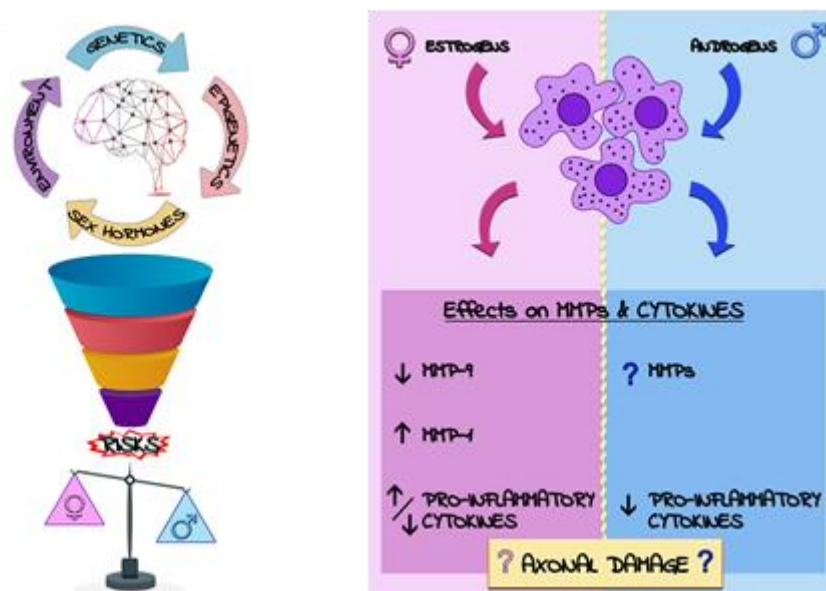 GENETICS
EPIGENETICS
SEX HORMONES
ENVIRONMENT
RISKS
ESTROGENS
ANDROGENS
Effects on MMPs & CYTOKINES
↓ MMP-9
? MMPs
↑ MMP-1
↑/↓ PRO-INFLAMMATORY
CYTOKINES
↓ PRO-INFLAMMATORY
CYTOKINES
? AXONAL DAMAGE ?